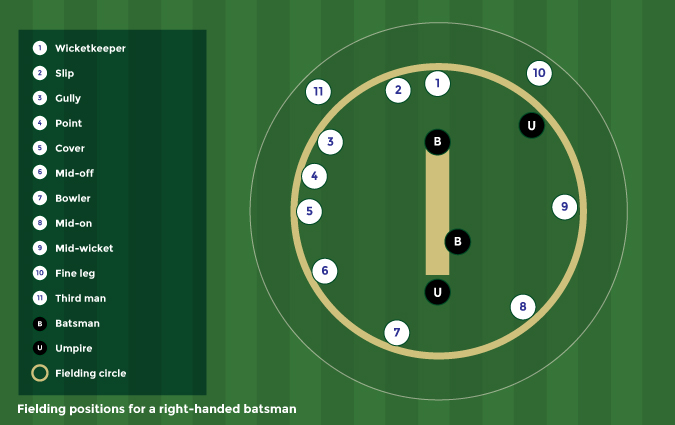 1 Wicketkeeper
2 Slip
3 Gully
4 Point
5 Cover
6 Mid-off
7 Bowler
8 Mid-on
9 Mid-wicket
10 Fine leg
11 Third man
B Batsman
U Umpire
Fielding circle
10
11 2 1
U
3 B
4
5 9
B
6
U
8
7
Fielding positions for a right-handed batsman